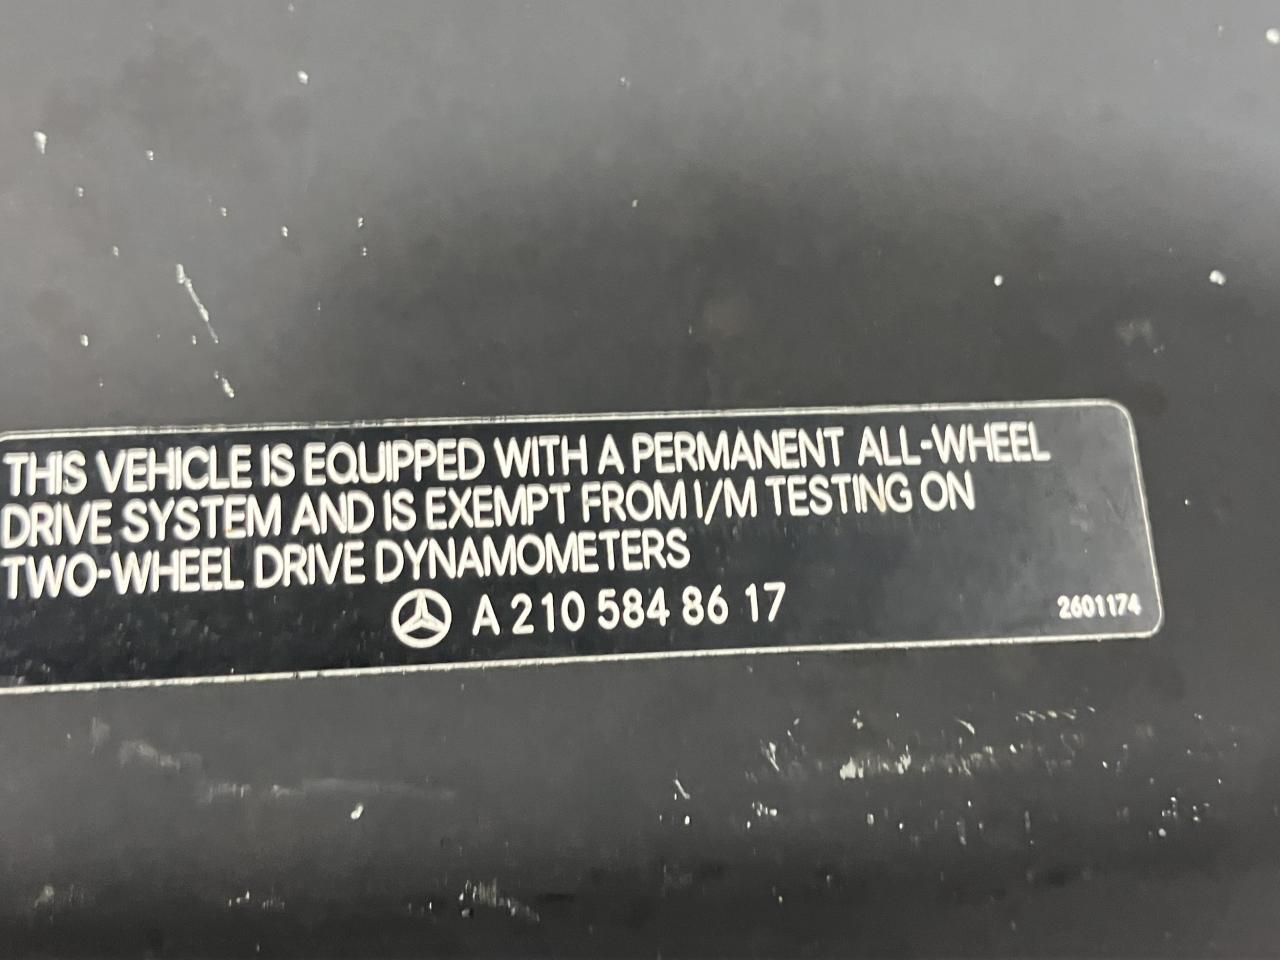 THIS VEHICLE IS EQUIPPED WITH A PERMANENT ALL-WHEEL
DRIVE SYSTEM AND IS EXEMPT FROM I/M TESTING ON
TWO-WHEEL DRIVE DYNAMOMETERS
A 210 584 86 17
2601174